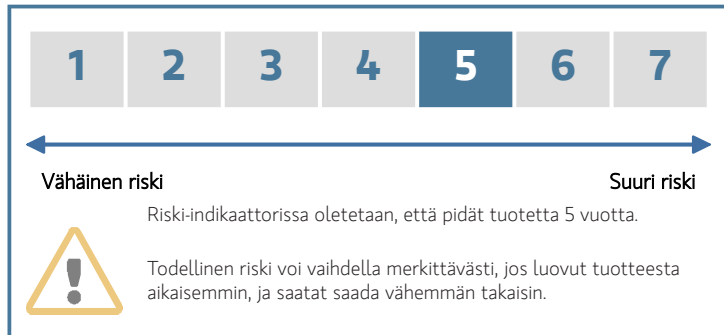 1 2 3 4 5 6 7
Vähäinen riski Suuri riski
Riski-indikaattorissa oletetaan, että pidät tuotetta 5 vuotta.
Todellinen riski voi vaihdella merkittävästi, jos luovut tuotteesta
aikaisemmin, ja saatat saada vähemmän takaisin.